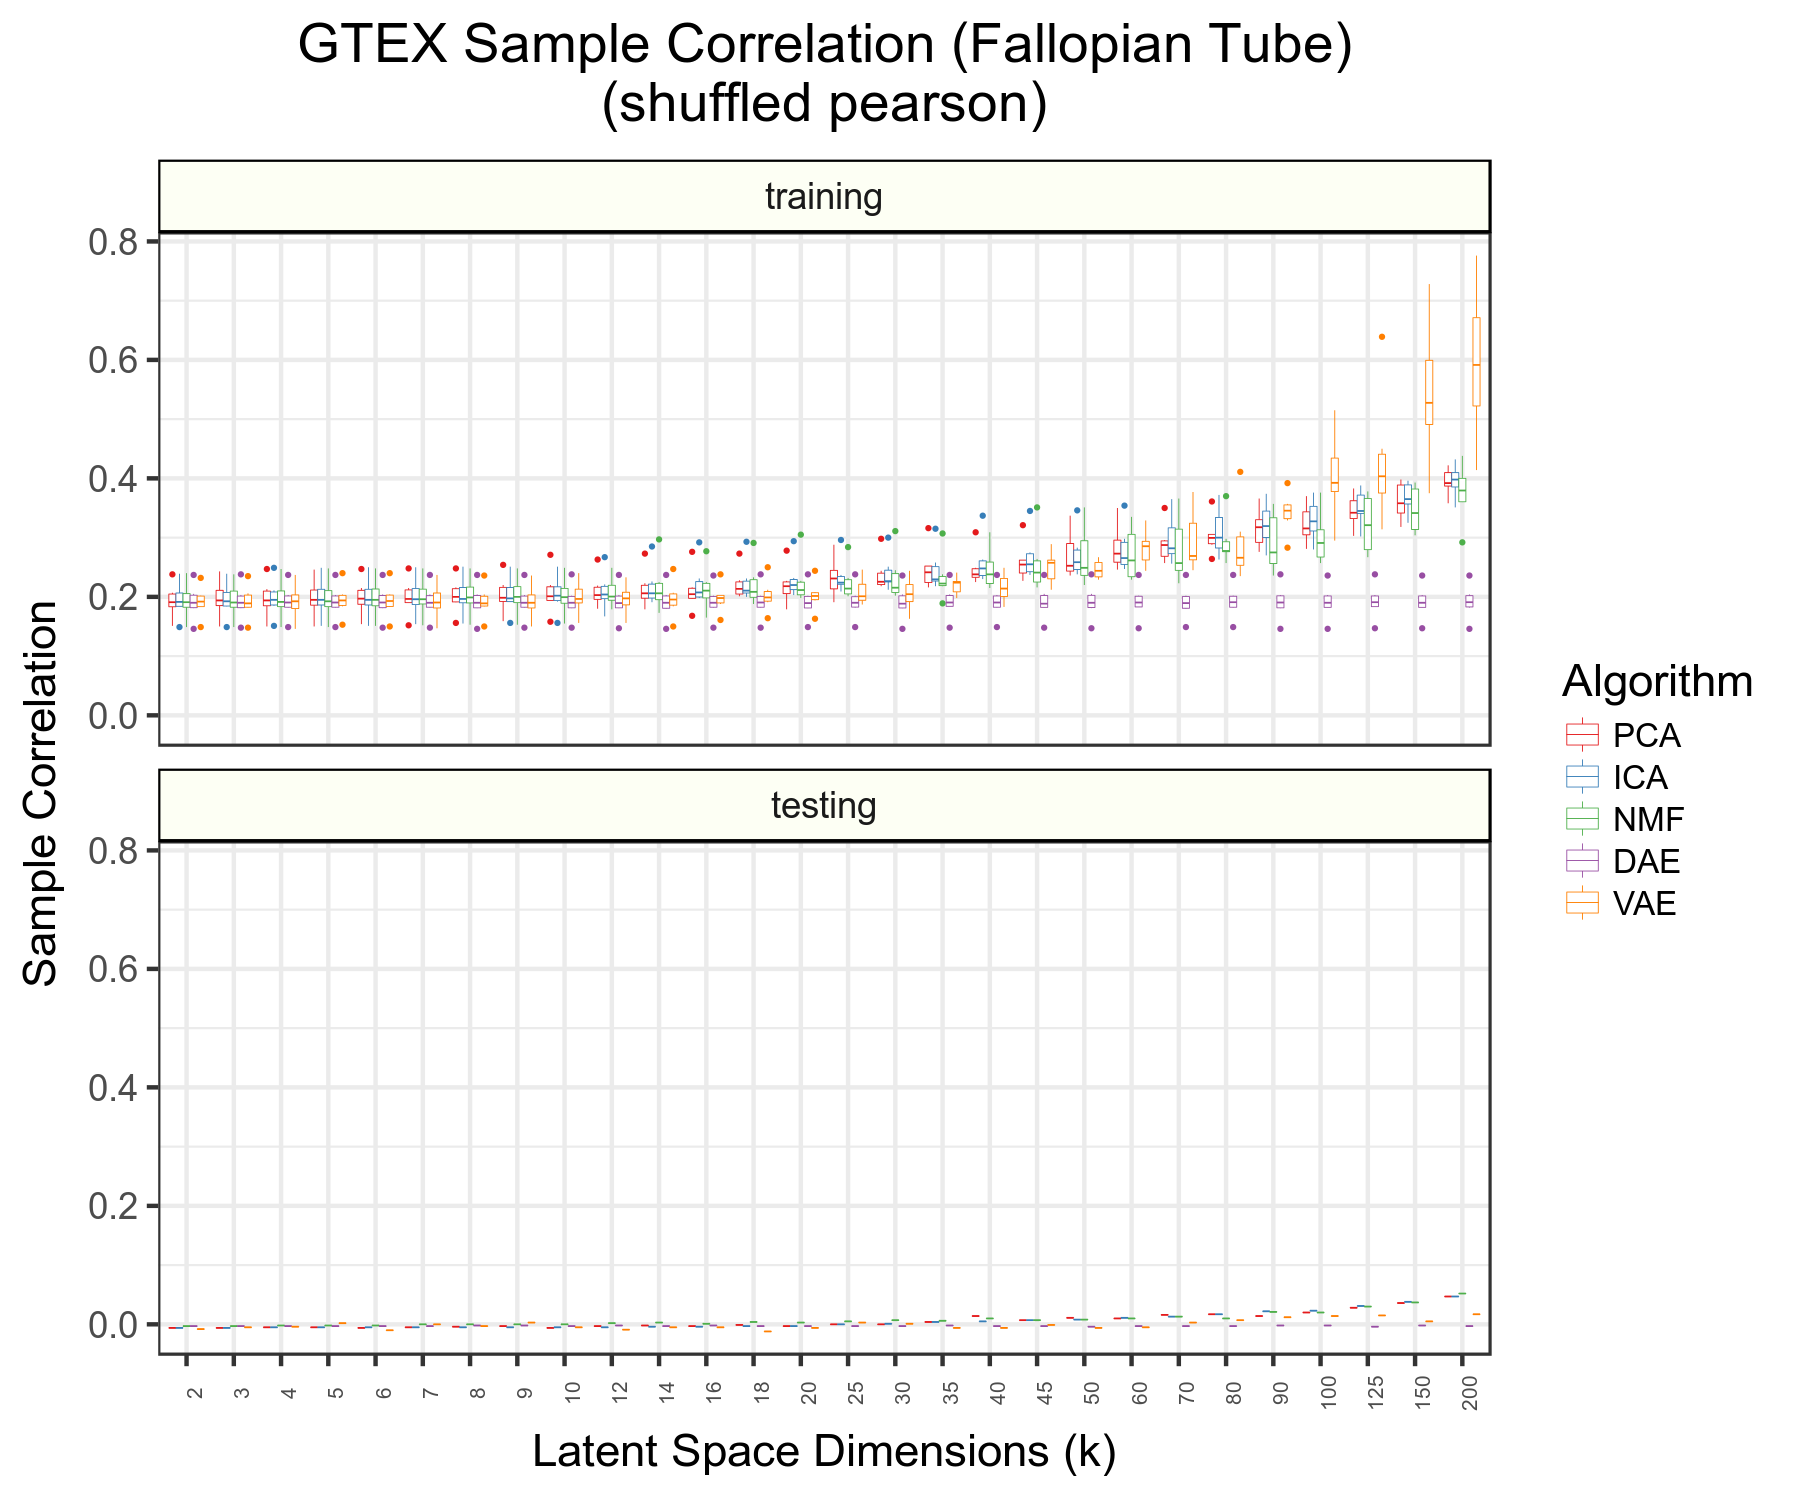 GTEX Sample Correlation (Fallopian Tube)
(shuffled pearson)
training
0.8
0.6
0.4
0.2
0.0
testing
0.8
0.6
0.4
0.2
0.0
Sample Correlation
2 3 4 5 6 7 8 9 10 12 14 16 18 20 25 30 35 40 45 50 60 70 80 90 100 125 150 200
Latent Space Dimensions (k)
Algorithm
PCA
ICA
NMF
DAE
VAE